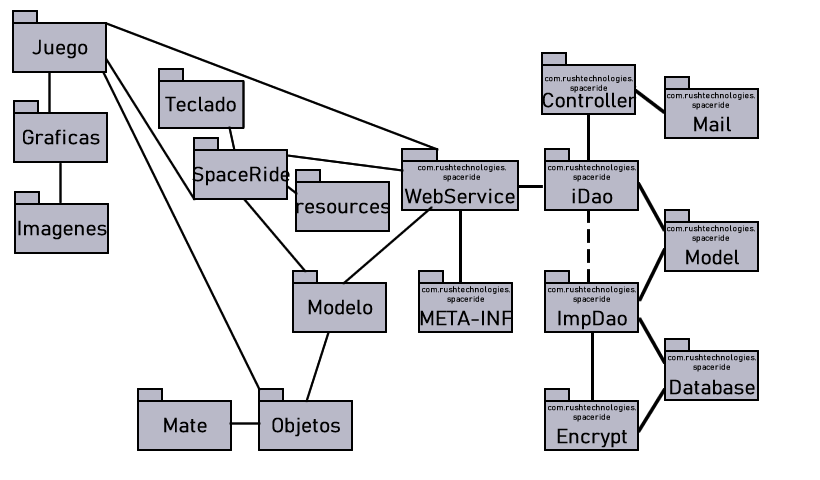 Juego
Teclado
com.rushtechnologies.
spaceride
Controller
com.rushtechnologies.
spaceride
Mail
Graficas
SpaceRide
resources
com.rushtechnologies.
spaceride
WebService
com.rushtechnologies.
spaceride
iDao
Imagenes
com.rushtechnologies.
spaceride
Model
Modelo
com.rushtechnologies.
spaceride
META-INF
com.rushtechnologies.
spaceride
ImpDao
com.rushtechnologies.
spaceride
Database
Mate
Objetos
com.rushtechnologies.
spaceride
Encrypt